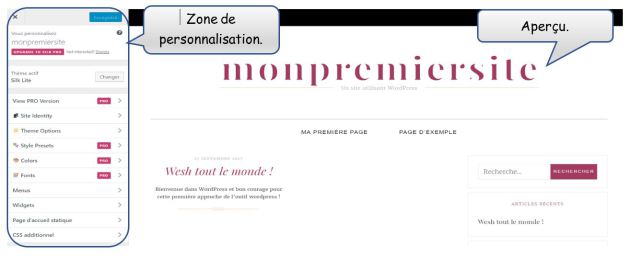 Enregistré
Vous personnalisez
monpremiersite
UPGRADE TO SILK PRO Not interested? Dismiss
Thème actif
Silk Lite
Changer
View PRO Version PRO
Site Identity
Theme Options
Style Presets PRO
Colors PRO
Fonts PRO
Menus
Widgets
Page d'accueil statique
CSS additionnel
Zone de
personnalisation.
Aperçu.
monpremiersite
Un site utilisant WordPress
MA PREMIÈRE PAGE PAGE D'EXEMPLE
27 SEPTEMBRE 2017
Wesh tout le monde !
Bienvenue dans WordPress et bon courage pour
cette première approche de l'outil wordpress !
Recherche... RECHERCHER
ARTICLES RÉCENTS
Wesh tout le monde !